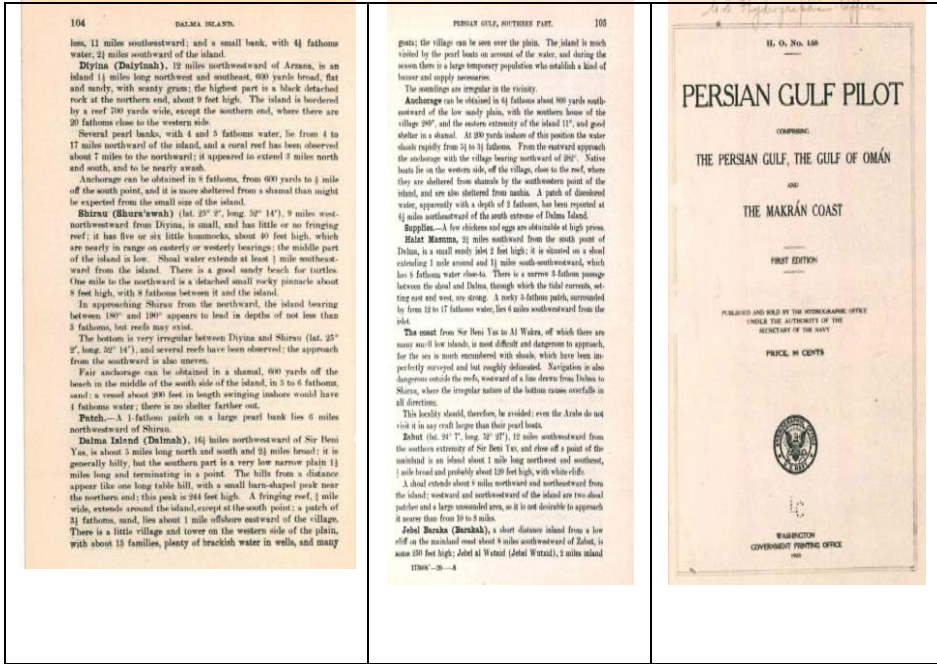 104 DALMA ISLAND.
less, 11 miles southeastward; and a small bank, with 4½ fathoms
water, 2½ miles southward of the island.
Diyina (Daiyinah), 12 miles northwestward of Arzana, is an
island 1½ miles long northwest and southeast, 600 yards broad, flat
and sandy, with scanty grass; the highest part is a black detached
rock at the northern end, about 9 feet high. The island is bordered
by a reef 700 yards wide, except the southern end, where there are
20 fathoms close to the western side.
Several pearl banks, with 4 and 5 fathoms water, lie from 4 to
17 miles northward of the island, and a coral reef has been observed
about 7 miles to the northward; it appeared to extend 3 miles north
and south, and to be nearly awash.
Anchorage can be obtained in 8 fathoms, from 600 yards to ½ mile
off the south point, and it is more sheltered from a shamal than might
be expected from the small size of the island.
Shirau (Shura'awah) (lat. 25° 2', long. 52° 14'), 9 miles west-
northwestward from Diyina, is small, and has little or no fringing
reef; it has five or six little hummocks, about 40 feet high, which
are nearly in range on easterly or westerly bearings; the middle part
of the island is low. Shoal water extends at least mile southeast-
ward from the island. There is a good sandy beach for turtles.
One mile to the northward is a detached small rocky pinnacle about
8 feet high, with 8 fathoms between it and the island.
In approaching Shirau from the northward, the island bearing
between 180° and 190° appears to lead in depths of not less than
5 fathoms, but reefs may exist.
The bottom is very irregular between Diyina and Shirau (lat. 25°
2', long. 52° 14'), and several reefs have been observed; the approach
from the southward is also uneven.
Fair anchorage can be obtained in a shamal, 600 yards off the
beach in the middle of the south side of the island, in 5 to 6 fathoms,
sand; a vessel about 200 feet in length swinging inshore would have
4 fathoms water; there is no shelter farther out.
Patch.—A 1-fathom patch on a large pearl bank lies 6 miles
northwestward of Shirau.
Dalma Island (Dalmah), 16½ miles northwestward of Sir Beni
Yas, is about 5 miles long north and south and 2½ miles broad; it is
generally hilly, but the southern part is a very low narrow plain 1½
miles long and terminating in a point. The hills from a distance
appear like one long table hill, with a small barn-shaped peak near
the northern end; this peak is 244 feet high. A fringing reef, mile
wide, extends around the island, except at the south point; a patch of
3½ fathoms, sand, lies about 1 mile offshore eastward of the village.
There is a little village and tower on the western side of the plain,
with about 15 families, plenty of brackish water in wells, and many
PERSIAN GULF, SOUTHERN PART. 105
goats; the village can be seen over the plain. The island is much
visited by the pearl boats on account of the water, and during the
season there is a large temporary population who establish a kind of
bazaar and supply necessaries.
The soundings are irregular in the vicinity.
Anchorage can be obtained in 4½ fathoms about 800 yards south-
eastward of the low sandy plain, with the southern house of the
village 289°, and the eastern extremity of the island 11°, and good
shelter in a shamal. At 200 yards inshore of this position the water
shoals rapidly from 5½ to 3½ fathoms. From the eastward approach
the anchorage with the village bearing northward of 282°. Native
boats lie on the western side, off the village, close to the reef, where
they are sheltered from shamals by the southwestern point of the
island, and are also sheltered from nashis. A patch of discolored
water, apparently with a depth of 2 fathoms, has been reported at
4½ miles northeastward of the south extreme of Dalma Island.
Supplies.—A few chickens and eggs are obtainable at high prices.
Halat Masuma, 2½ miles southward from the south point of
Dalma, is a small sandy islet 2 feet high; it is situated on a shoal
extending 1 mile around and 1½ miles south-southwestward, which
has 8 fathoms water close-to. There is a narrow 3-fathom passage
between the shoal and Dalma, through which the tidal currents, set-
ting east and west, are strong. A rocky 3-fathoms patch, surrounded
by from 12 to 17 fathoms water, lies 6 miles southwestward from the
islet.
The coast from Sir Beni Yas to Al Wakra, off which there are
many small low islands, is most difficult and dangerous to approach,
for the sea is much encumbered with shoals, which have been im-
perfectly surveyed and but roughly delineated. Navigation is also
dangerous outside the reefs, westward of a line drawn from Dalma to
Shirau, where the irregular nature of the bottom causes overfalls in
all directions.
This locality should, therefore, be avoided; even the Arabs do not
visit it in any craft larger than their pearl boats.
Zabut (lat. 24° 7', long. 52° 27'), 12 miles southwestward from
the southern extremity of Sir Beni Yas, and close off a point of the
mainland is an island about 1 mile long northwest and southeast,
1 mile broad and probably about 120 feet high, with white cliffs.
A shoal extends about 8 miles northward and northeastward from
the island; westward and northwestward of the island are two shoal
patches and a large unsounded area, so it is not desirable to approach
it nearer than from 10 to 8 miles.
Jebel Baraka (Barakah), a short distance inland from a low
cliff on the mainland coast about 8 miles southwestward of Zabut, is
some 250 feet high; Jebel al Wutaid (Jebel Wutaid), 2 miles inland
H. O. No. 158
PERSIAN GULF PILOT
COMPRISING
THE PERSIAN GULF, THE GULF OF OMÁN
AND
THE MAKRÁN COAST
FIRST EDITION
PUBLISHED AND SOLD BY THE HYDROGRAPHIC OFFICE
UNDER THE AUTHORITY OF THE
SECRETARY OF THE NAVY
PRICE, 90 CENTS
WASHINGTON
GOVERNMENT PRINTING OFFICE